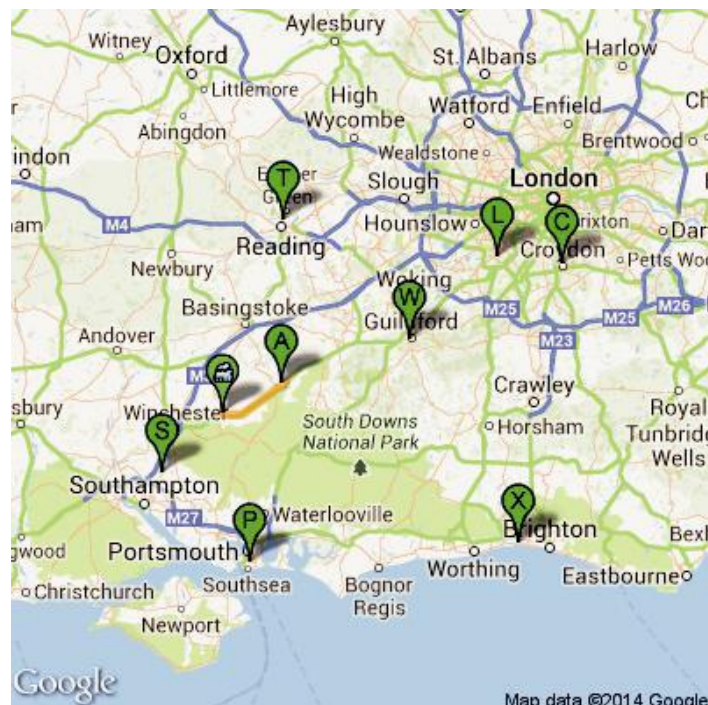 Aylesbury
Witney
Oxford
St. Albans
Harlow
Littlemore
High
Wycombe
Watford
Enfield
Abingdon
Brentwood
Wealdstone
indon
T
Slough
London
M4
Reading
Hounslow
L
C
rixton
Croydon
Dar
Petts Woo
Newbury
Woking
W
M25
M26
Basingstoke
Guildford
M25
Andover
A
M23
Crawley
Winchester
South Downs
National Park
Horsham
Royal
Tunbridge
Wells
sbury
S
Southampton
X
M27
P
Waterlooville
Brighton
Bexl
ngwood
Portsmouth
Worthing
Eastbourne
Southsea
Bognor
Regis
Christchurch
Newport
Google
Map data ©2014 Google